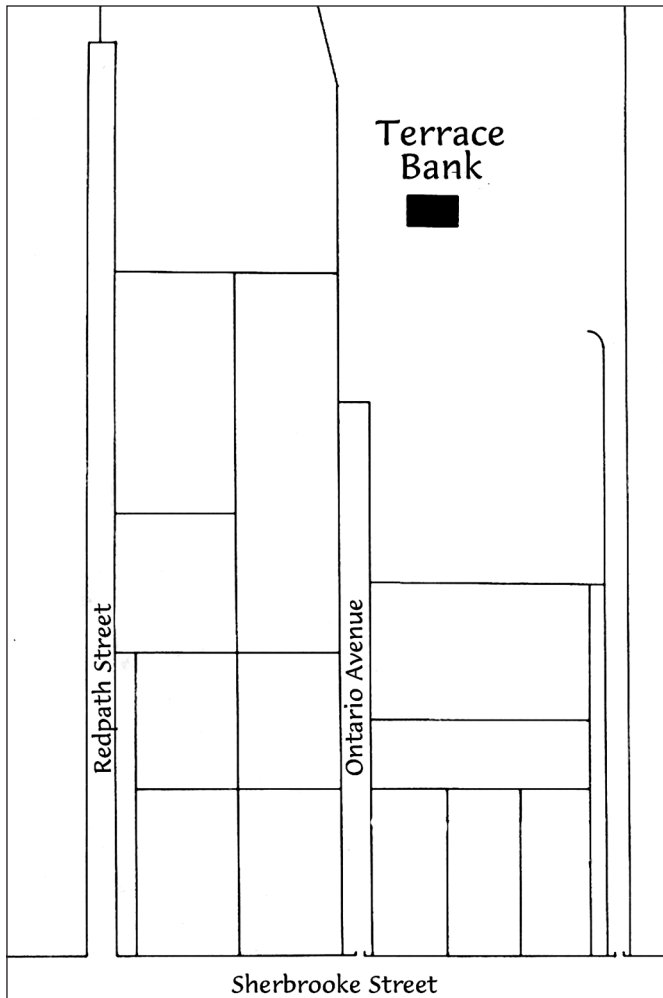 Terrace
Bank
Redpath Street
Ontario Avenue
Sherbrooke Street